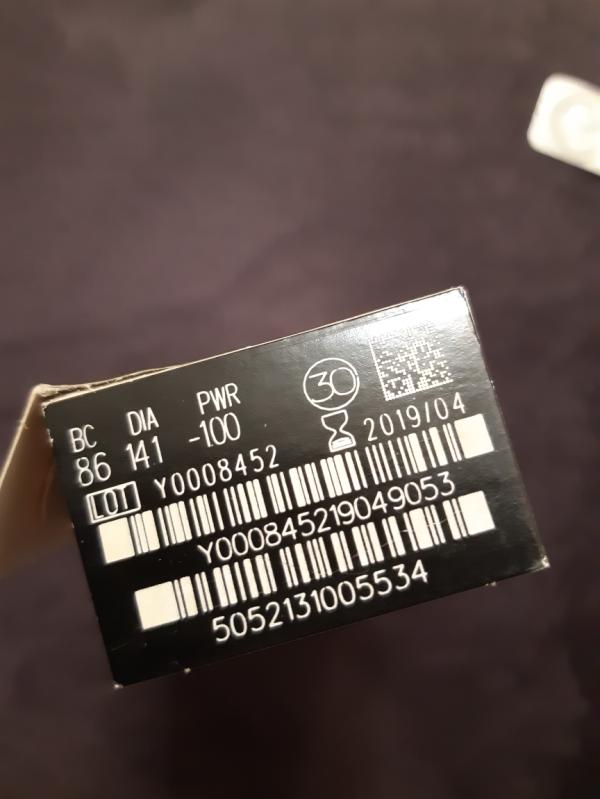 BC DIA PWR
86 141 -100
30
LOT Y0008452
2019/04
Y000845219049053
5052131005534